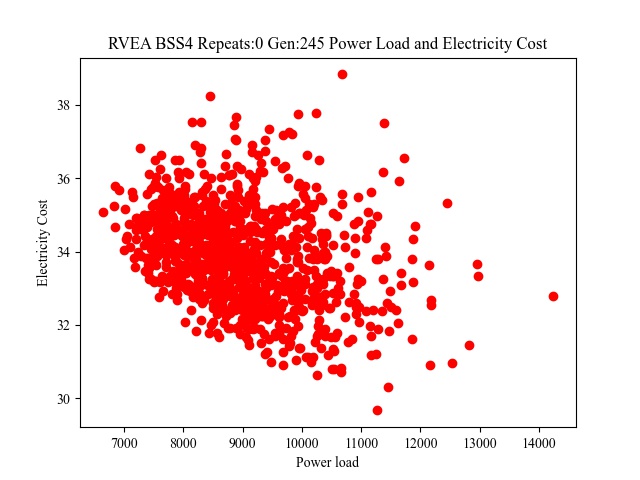 RVEA BSS4 Repeats:0 Gen:245 Power Load and Electricity Cost
38
36
34
32
30
Electricity Cost
7000 8000 9000 10000 11000 12000 13000 14000
Power load